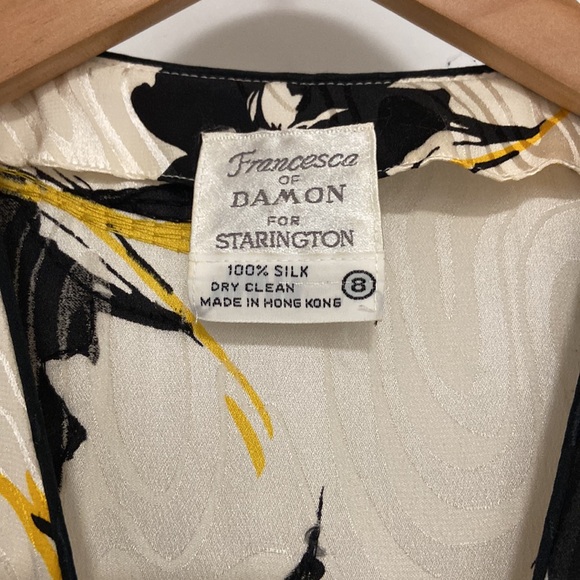 Francesca
OF
DAMON
FOR
STARINGTON
100% SILK
DRY CLEAN
MADE IN HONG KONG
8